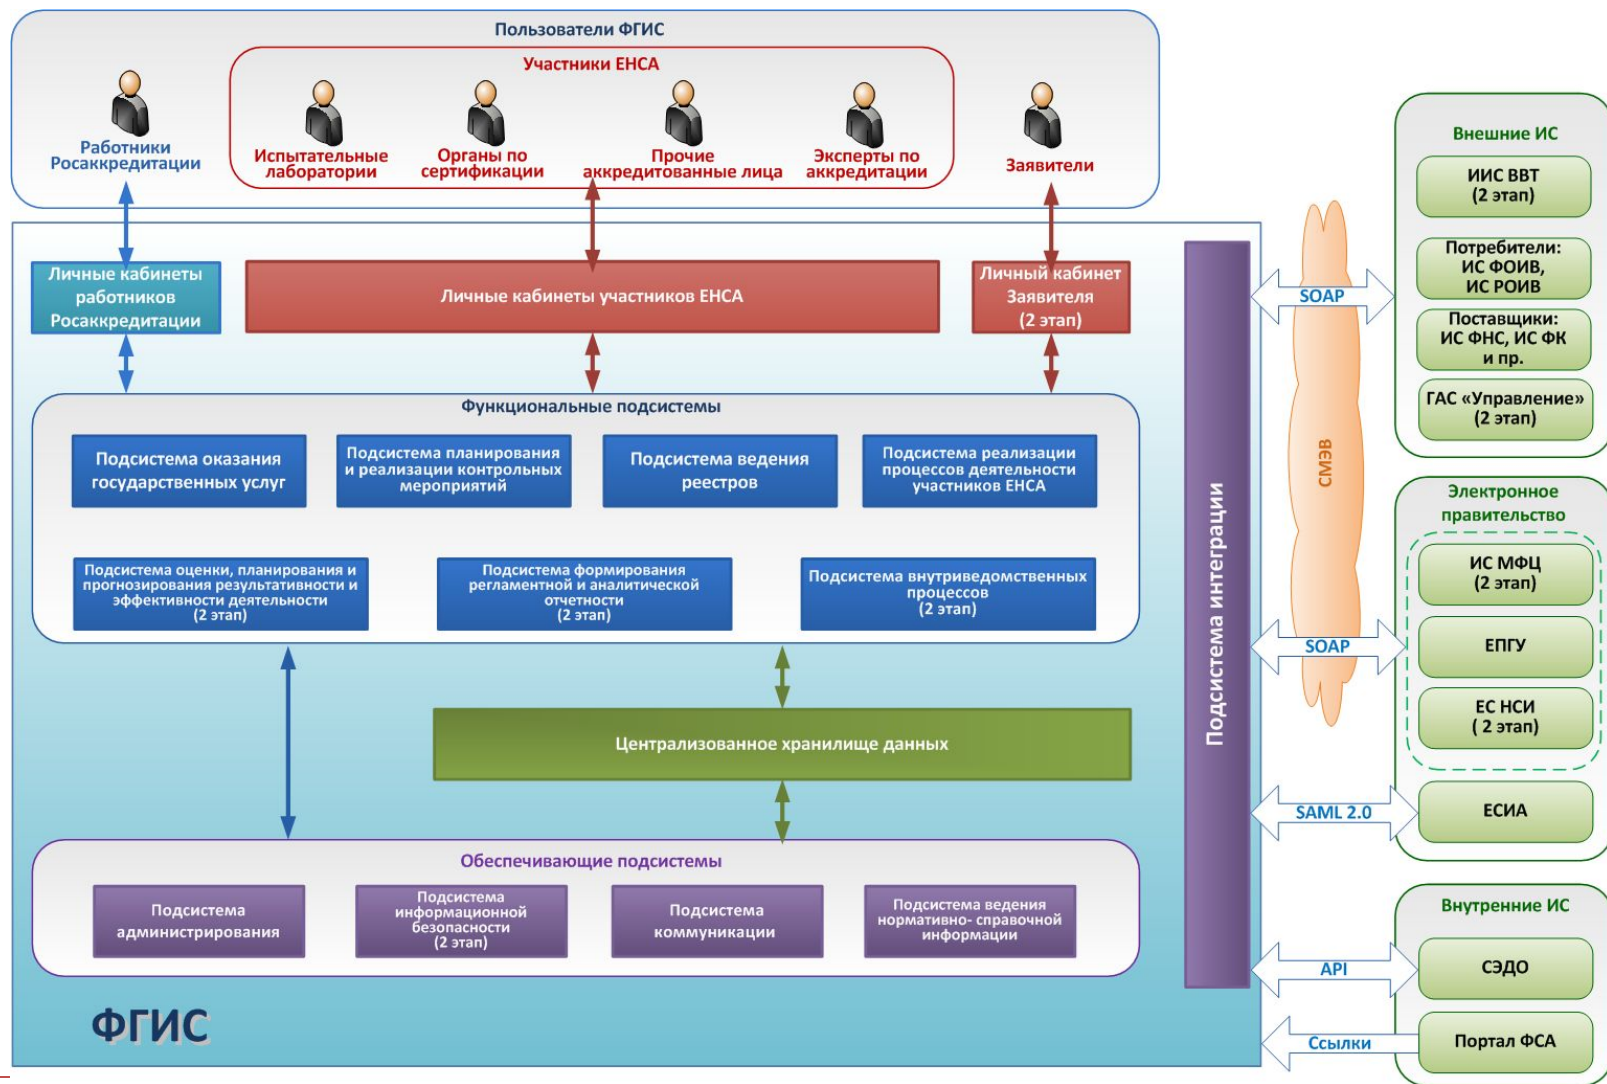 Пользователи ФГИС
Участники ЕНСА
Работники
Росаккредитации
Испытательные
лаборатории
Органы по
сертификации
Прочие
аккредитованные лица
Эксперты по
аккредитации
Заявители
Личные кабинеты
работников
Росаккредитации
Личные кабинеты участников ЕНСА
Личный кабинет
Заявителя
(2 этап)
Функциональные подсистемы
Подсистема оказания
государственных услуг
Подсистема планирования
и реализации контрольных
мероприятий
Подсистема ведения
реестров
Подсистема реализации
процессов деятельности
участников ЕНСА
Подсистема оценки, планирования и
прогнозирования результативности и
эффективности деятельности
(2 этап)
Подсистема формирования
регламентной и аналитической
отчетности
(2 этап)
Подсистема внутриведомственных
процессов
(2 этап)
Централизованное хранилище данных
Обеспечивающие подсистемы
Подсистема
администрирования
Подсистема
информационной
безопасности
(2 этап)
Подсистема
коммуникации
Подсистема ведения
нормативно- справочной
информации
ФГИС
Подсистема интеграции
SOAP
СМЭВ
SOAP
SAML 2.0
API
Ссылки
Внешние ИС
ИИС ВВТ
(2 этап)
Потребители:
ИС ФОИВ,
ИС РОИВ
Поставщики:
ИС ФНС, ИС ФК
и пр.
ГАС «Управление»
(2 этап)
Электронное
правительство
ИС МФЦ
(2 этап)
ЕПГУ
ЕС НСИ
( 2 этап)
ЕСИА
Внутренние ИС
СЭДО
Портал ФСА